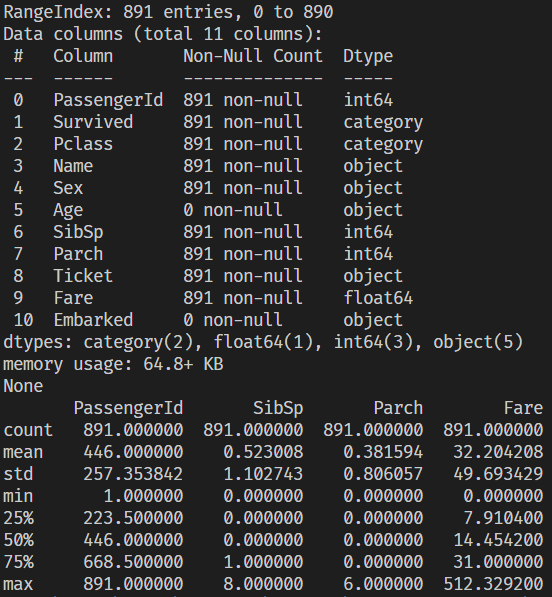 RangeIndex: 891 entries, 0 to 890
Data columns (total 11 columns):
 #   Column       Non-Null Count  Dtype
---  ------       --------------  -----
 0   PassengerId  891 non-null    int64
 1   Survived     891 non-null    category
 2   Pclass       891 non-null    category
 3   Name         891 non-null    object
 4   Sex          891 non-null    object
 5   Age          0 non-null      object
 6   SibSp        891 non-null    int64
 7   Parch        891 non-null    int64
 8   Ticket       891 non-null    object
 9   Fare         891 non-null    float64
 10  Embarked     0 non-null      object
dtypes: category(2), float64(1), int64(3), object(5)
memory usage: 64.8+ KB
None
       PassengerId       SibSp       Parch        Fare
count   891.000000  891.000000  891.000000  891.000000
mean    446.000000    0.523008    0.381594   32.204208
std     257.353842    1.102743    0.806057   49.693429
min       1.000000    0.000000    0.000000    0.000000
25%     223.500000    0.000000    0.000000    7.910400
50%     446.000000    0.000000    0.000000   14.454200
75%     668.500000    1.000000    0.000000   31.000000
max     891.000000    8.000000    6.000000  512.329200